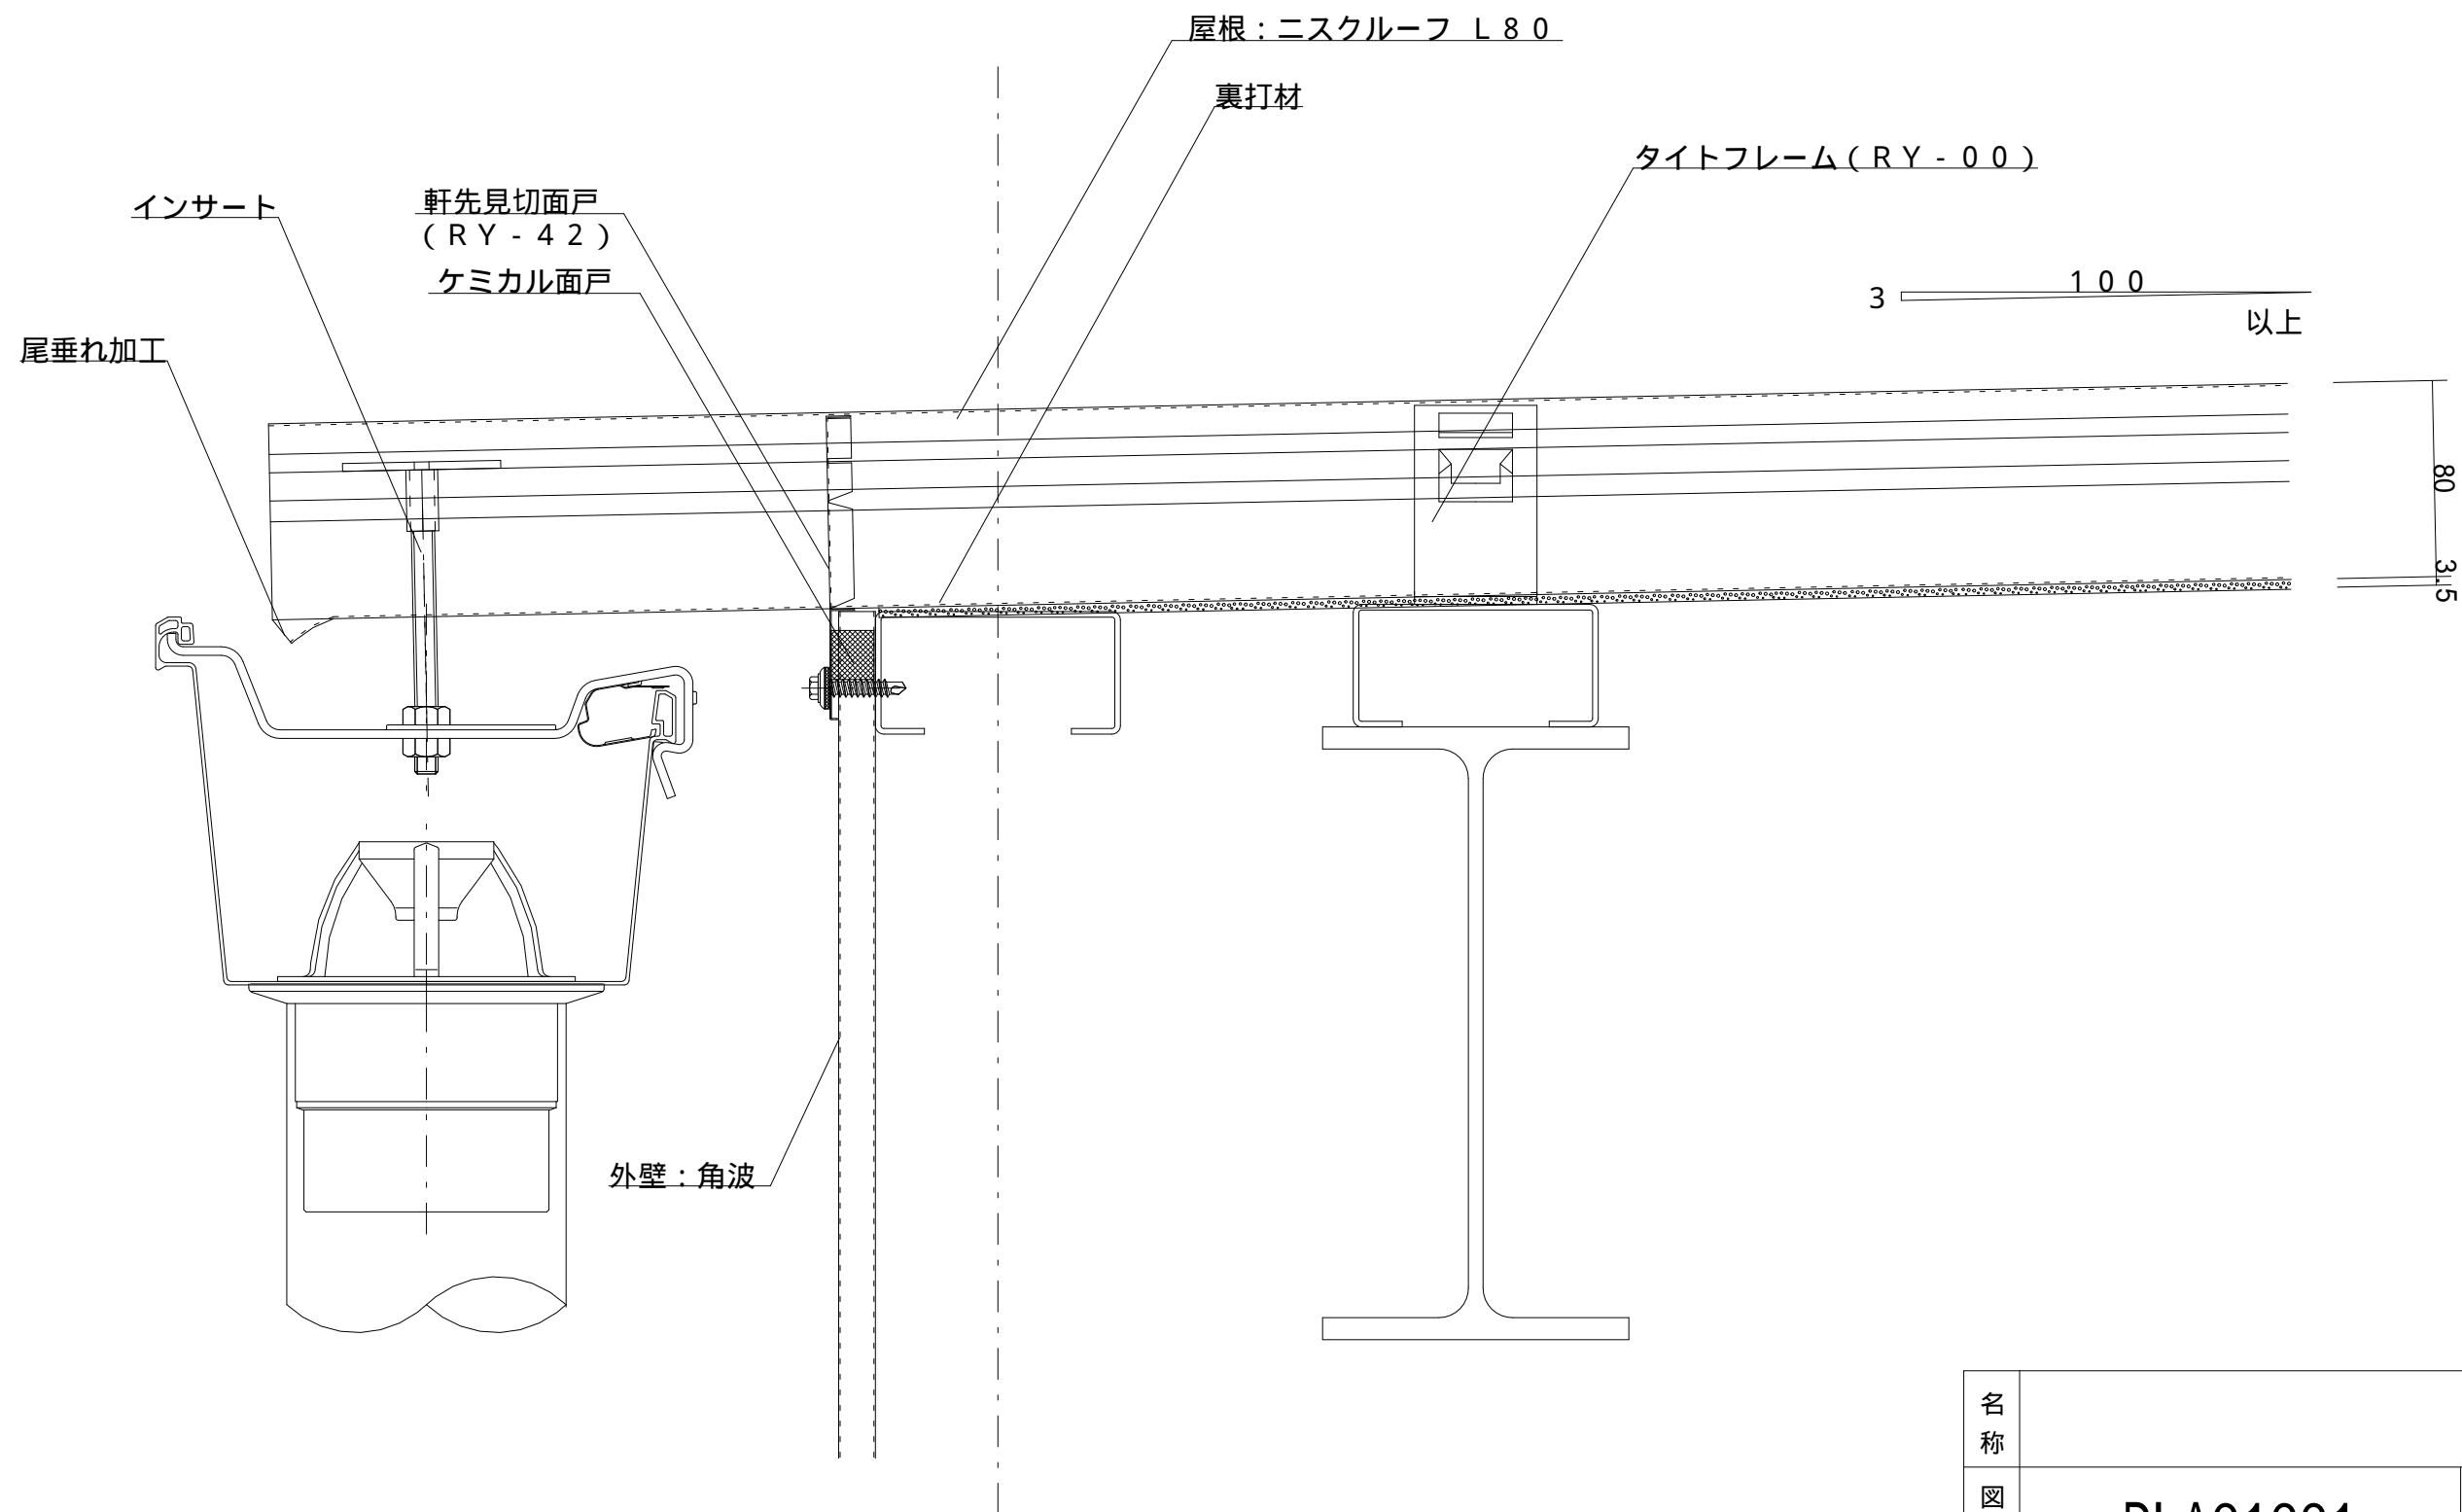 屋根：ニスクルーフ Ｌ８０
裏打材
タイトフレーム（ＲＹ－００）
インサート
軒先見切面戸
（ＲＹ－４２）
ケミカル面戸
１００
3
以上
尾垂れ加工
80
3.5
外壁：角波
名称
図